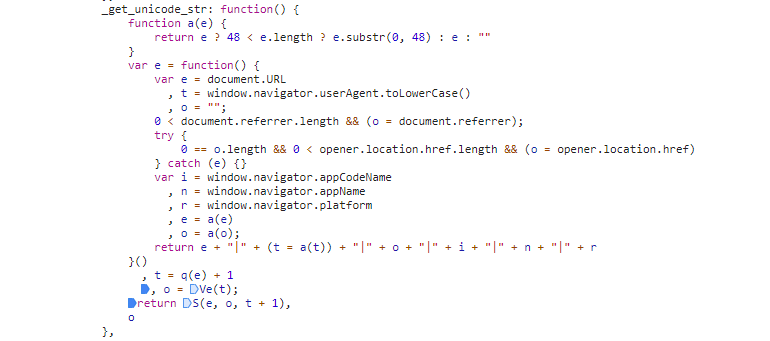 _get_unicode_str: function() {
function a(e) {
return e ? 48 < e.length ? e.substr(0, 48) : e : ""
}
var e = function() {
var e = document.URL
, t = window.navigator.userAgent.toLowerCase()
, o = "";
0 < document.referrer.length && (o = document.referrer);
try {
0 == o.length && 0 < opener.location.href.length && (o = opener.location.href)
} catch (e) {}
var i = window.navigator.appCodeName
, n = window.navigator.appName
, r = window.navigator.platform
, e = a(e)
, o = a(o);
return e + "|" + (t = a(t)) + "|" + o + "|" + i + "|" + n + "|" + r
}()
, t = q(e) + 1
, o = Ve(t);
return S(e, o, t + 1),
o
},